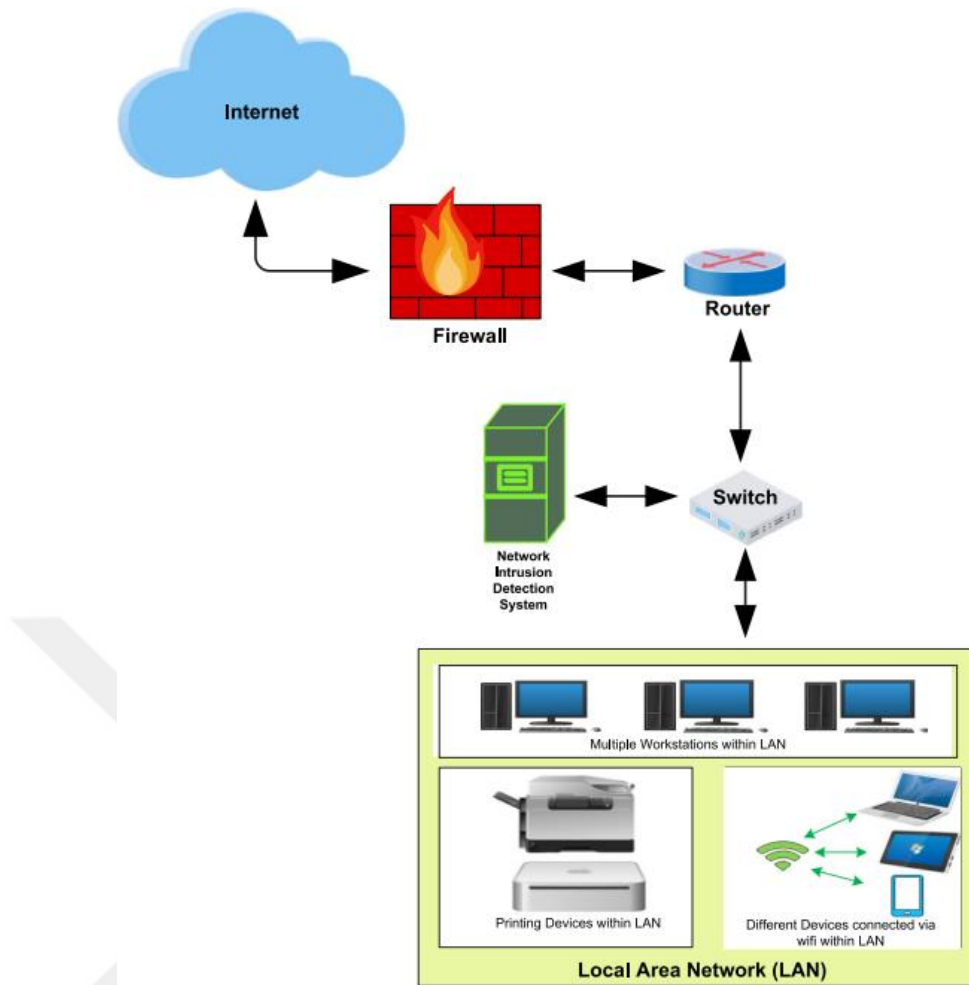 Internet
Firewall
Router
Switch
Network
Intrusion
Detection
System
Multiple Workstations within LAN
Printing Devices within LAN
Different Devices connected via
wifi within LAN
Local Area Network (LAN)